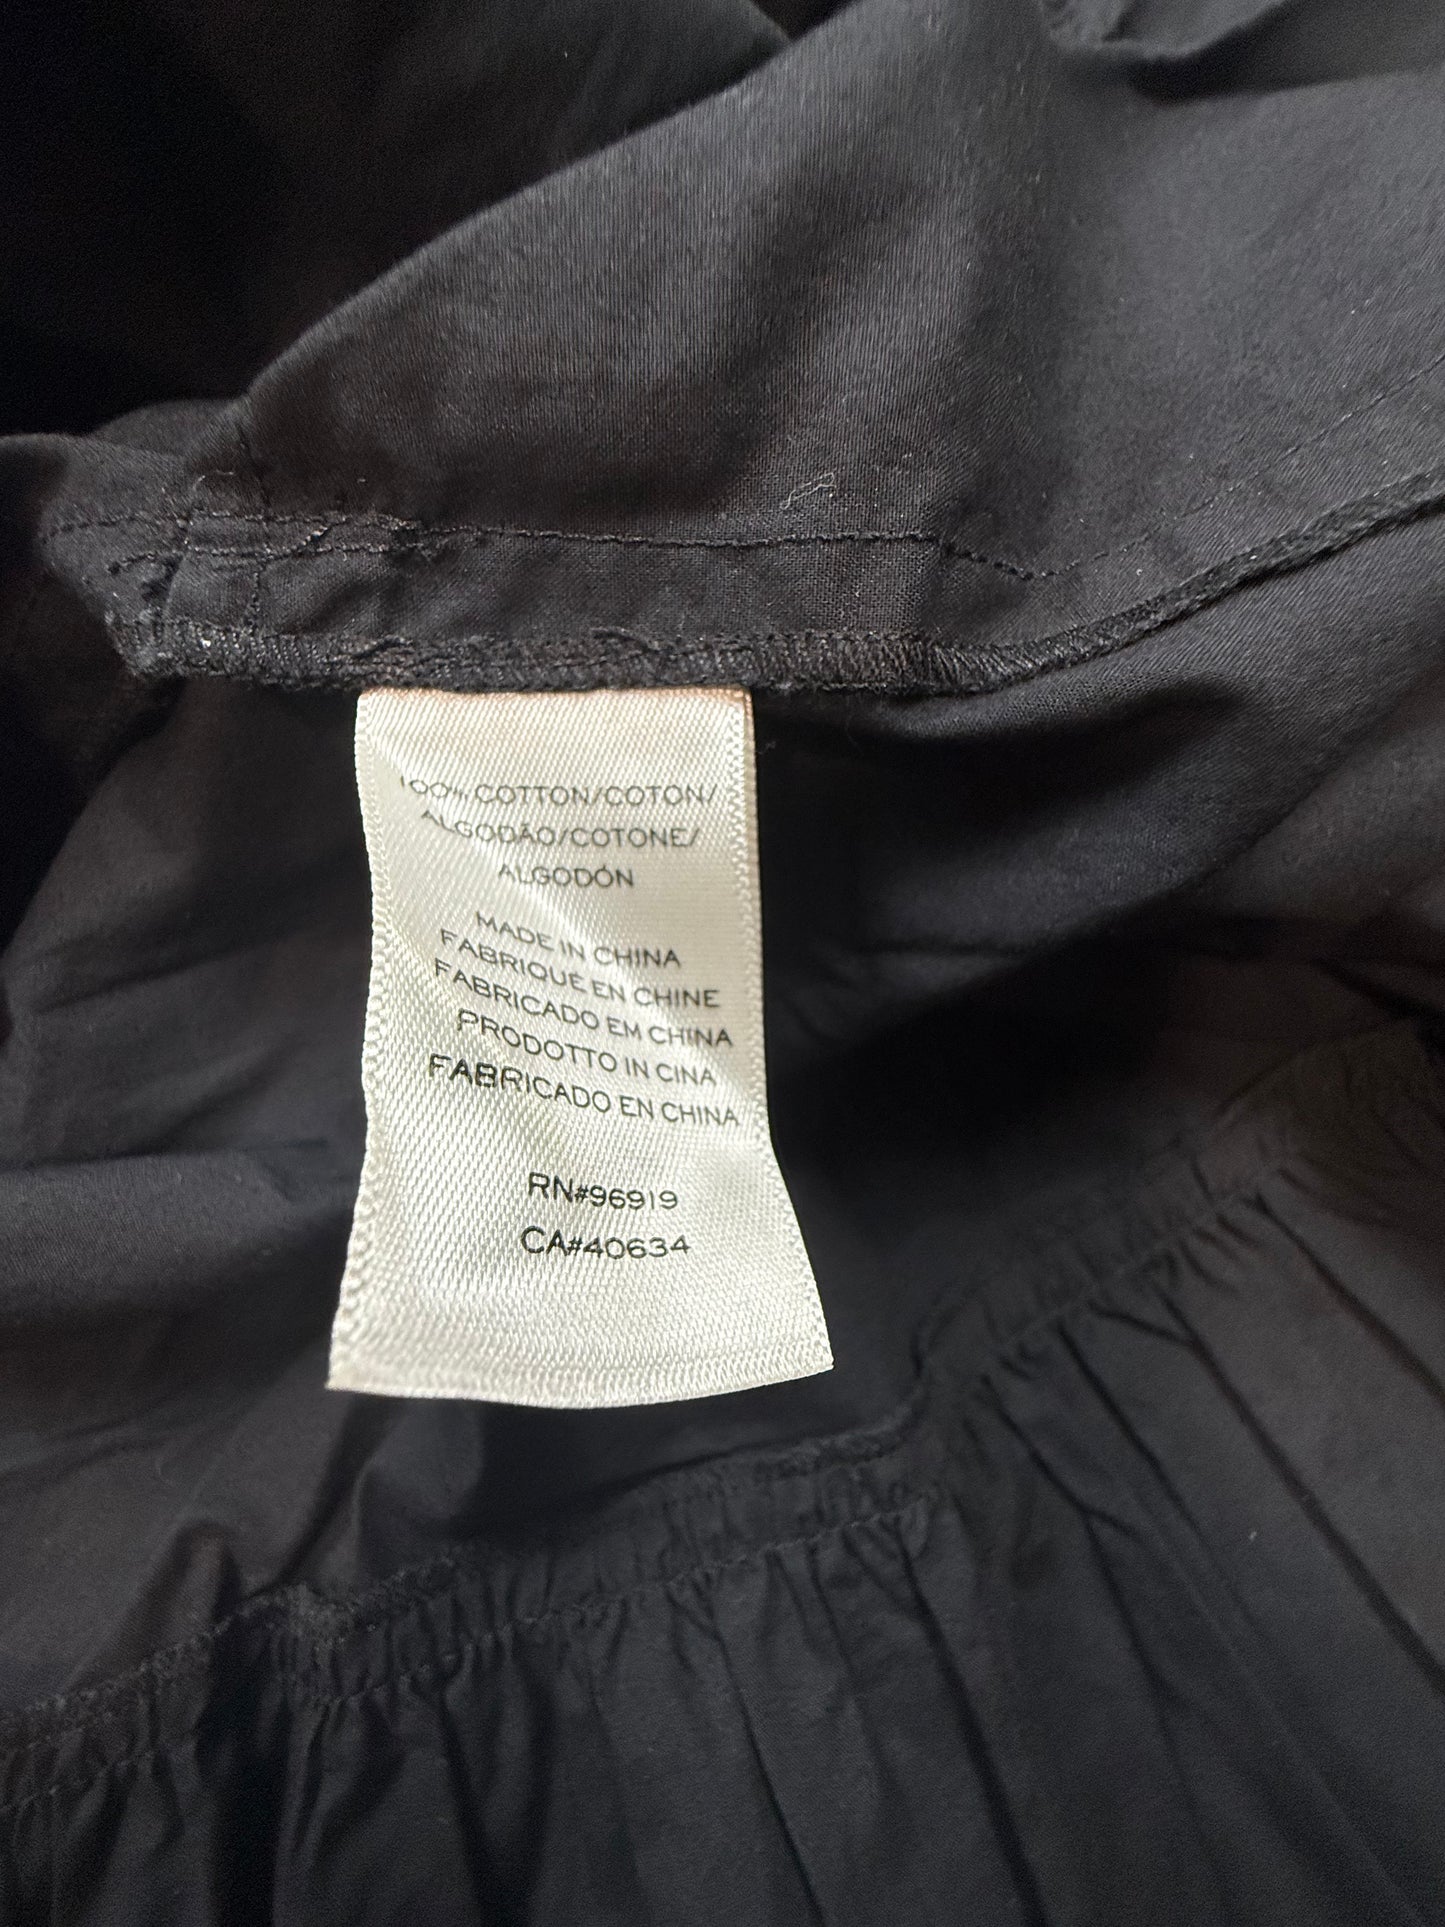 100% COTTON/COTON/
ALGODÃO/COTONE/
ALGODÓN
MADE IN CHINA
FABRIQUÉ EN CHINE
FABRICADO EM CHINA
PRODOTTO IN CINA
FABRICADO EN CHINA
RN#96919
CA#40634